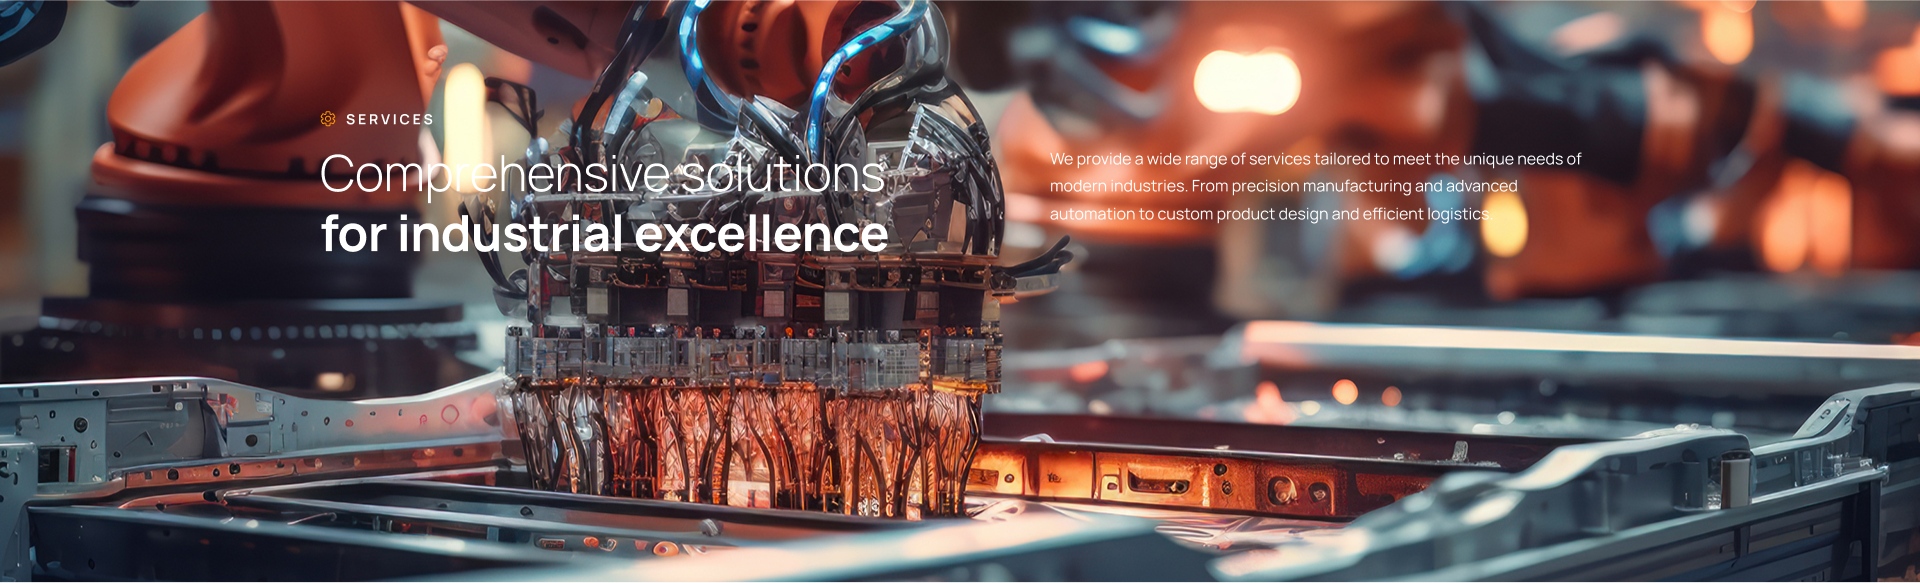 SERVICES
Comprehensive solutions
for industrial excellence
We provide a wide range of services tailored to meet the unique needs of
modern industries. From precision manufacturing and advanced
automation to custom product design and efficient logistics.